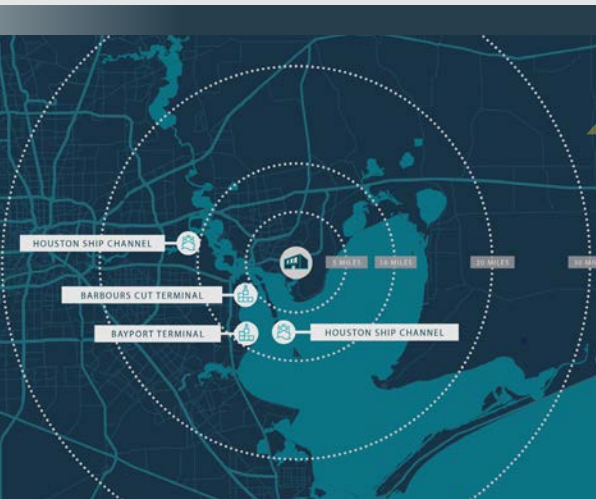 HOUSTON SHIP CHANNEL
5 MILES
10 MILES
20 MILES
BARBOURS CUT TERMINAL
BAYPORT TERMINAL
HOUSTON SHIP CHANNEL